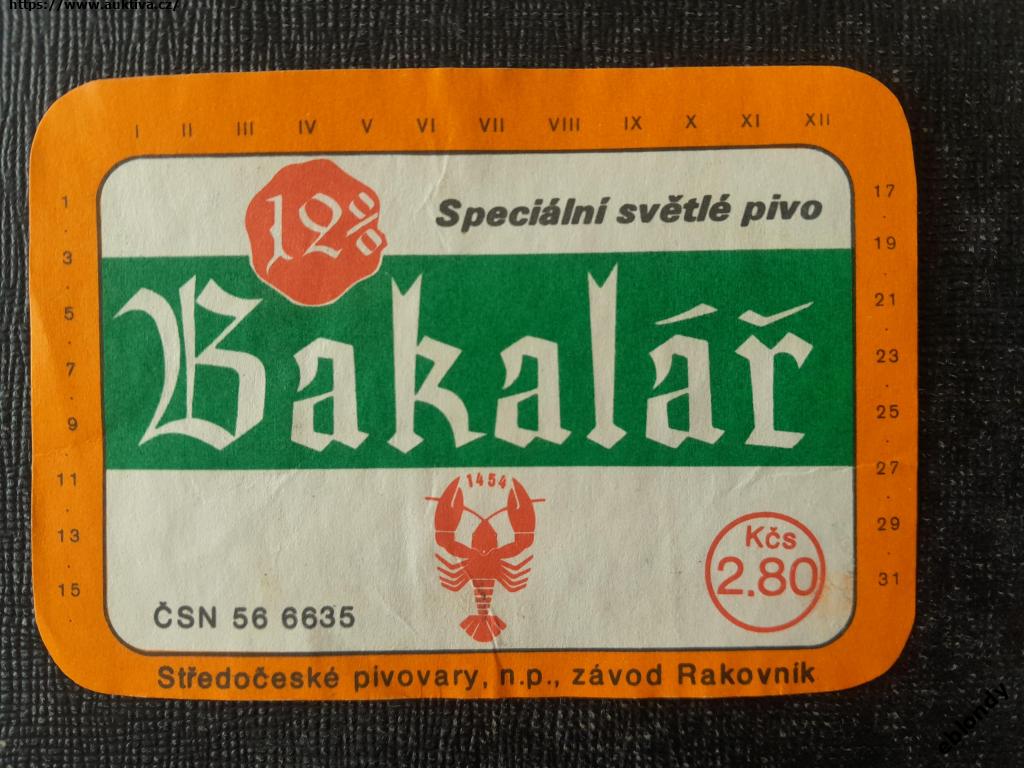 https://www.auktiva.cz/
I II III IV V VI VII VIII IX X XI XII
1
3
5
7
9
11
13
15
12%
Speciální světlé pivo
Bakalář
1454
Kčs
2.80
ČSN 56 6635
17
19
21
23
25
27
29
31
Středočeské pivovary, n.p., závod Rakovník
eblondy